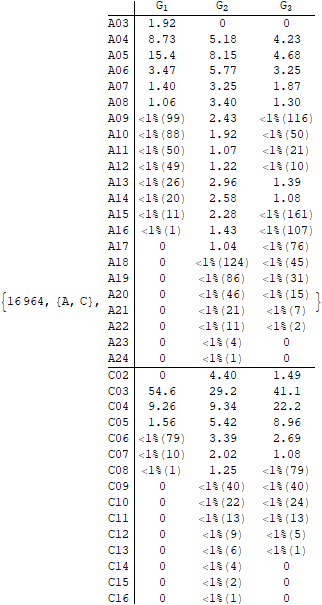 G1 G2 G3
A03 1.92 0 0
A04 8.73 5.18 4.23
A05 15.4 8.15 4.68
A06 3.47 5.77 3.25
A07 1.40 3.25 1.87
A08 1.06 3.40 1.30
A09 <1%(99) 2.43 <1%(116)
A10 <1%(88) 1.92 <1%(50)
A11 <1%(50) 1.07 <1%(21)
A12 <1%(49) 1.22 <1%(10)
A13 <1%(26) 2.96 1.39
A14 <1%(20) 2.58 1.08
A15 <1%(11) 2.28 <1%(161)
A16 <1%(1) 1.43 <1%(107)
A17 0 1.04 <1%(76)
A18 0 <1%(124) <1%(45)
A19 0 <1%(86) <1%(31)
{16964, {A, C}, A20 0 <1%(46) <1%(15) }
A21 0 <1%(21) <1%(7)
A22 0 <1%(11) <1%(2)
A23 0 <1%(4) 0
A24 0 <1%(1) 0
C02 0 4.40 1.49
C03 54.6 29.2 41.1
C04 9.26 9.34 22.2
C05 1.56 5.42 8.96
C06 <1%(79) 3.39 2.69
C07 <1%(10) 2.02 1.08
C08 <1%(1) 1.25 <1%(79)
C09 0 <1%(40) <1%(40)
C10 0 <1%(22) <1%(24)
C11 0 <1%(13) <1%(13)
C12 0 <1%(9) <1%(5)
C13 0 <1%(6) <1%(1)
C14 0 <1%(4) 0
C15 0 <1%(2) 0
C16 0 <1%(1) 0